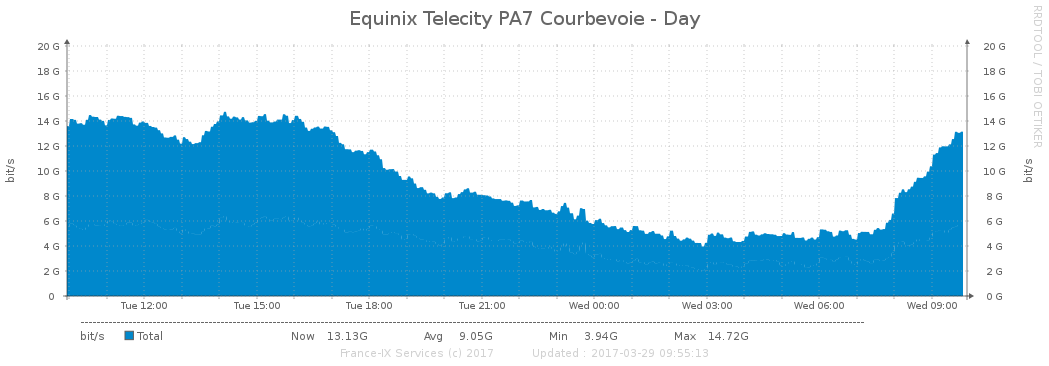 Equinix Telecity PA7 Courbevoie - Day
RRDTOOL / TOBI OETIKER
bit/s
20 G 20 G
18 G 18 G
16 G 16 G
14 G 14 G
12 G 12 G
10 G 10 G
8 G 8 G
6 G 6 G
4 G 4 G
2 G 2 G
0 0 G
bit/s
Tue 12:00 Tue 15:00 Tue 18:00 Tue 21:00 Wed 00:00 Wed 03:00 Wed 06:00 Wed 09:00
bit/s Total Now 13.13G Avg 9.05G Min 3.94G Max 14.72G
France-IX Services (c) 2017 Updated : 2017-03-29 09:55:13